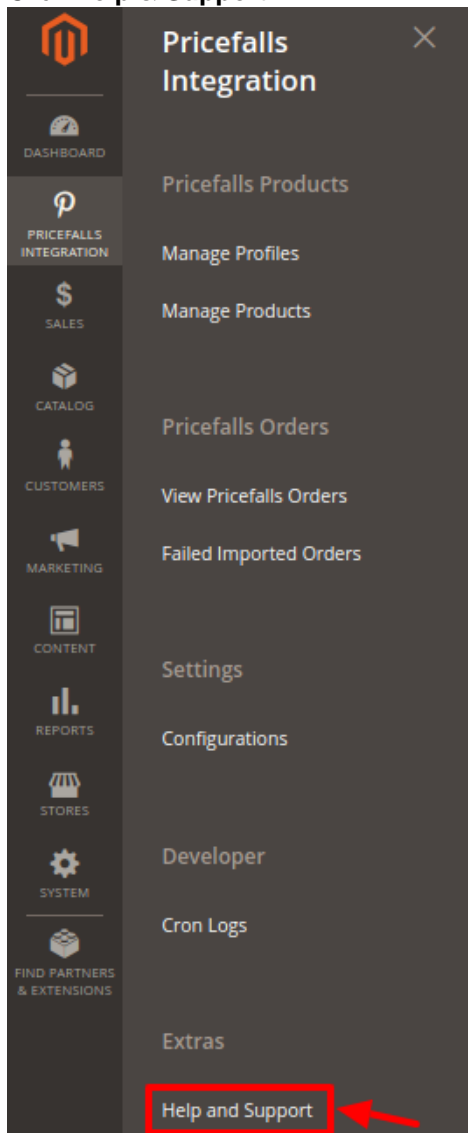 Pricefalls
Integration
DASHBOARD
PRICEFALLS
INTEGRATION
SALES
CATALOG
CUSTOMERS
MARKETING
CONTENT
REPORTS
STORES
SYSTEM
FIND PARTNERS
& EXTENSIONS
Pricefalls Products
Manage Profiles
Manage Products
Pricefalls Orders
View Pricefalls Orders
Failed Imported Orders
Settings
Configurations
Developer
Cron Logs
Extras
Help and Support